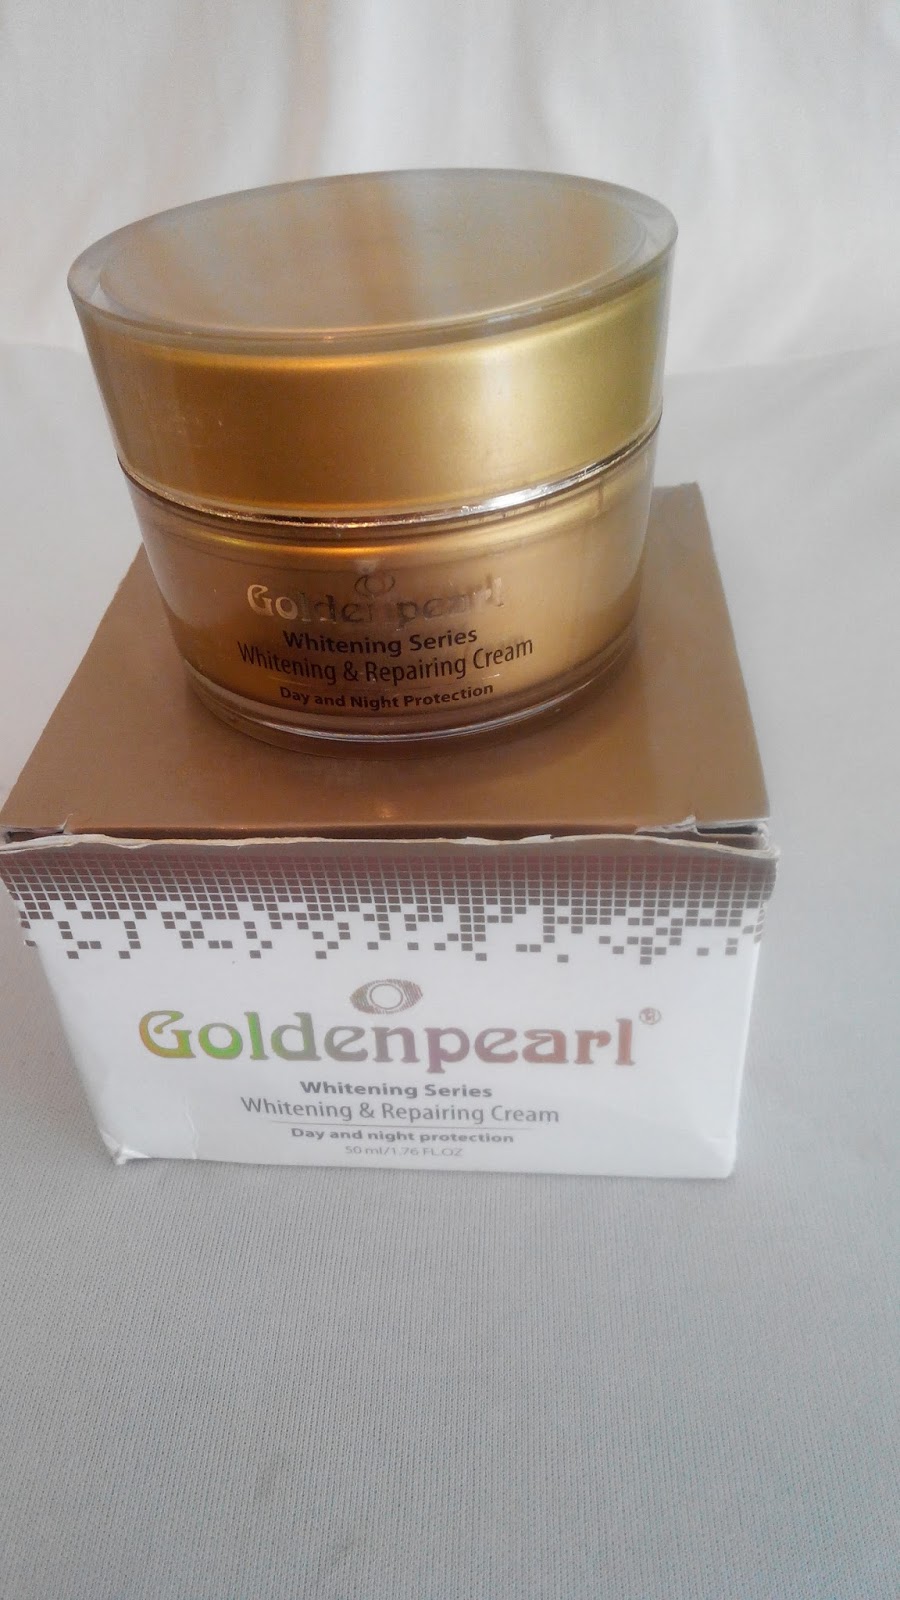 Goldenpearl
Whitening Series
Whitening & Repairing Cream
Day and Night Protection
Goldenpearl®
Whitening Series
Whitening & Repairing Cream
Day and night protection
50 ml/1.76 FL.OZ